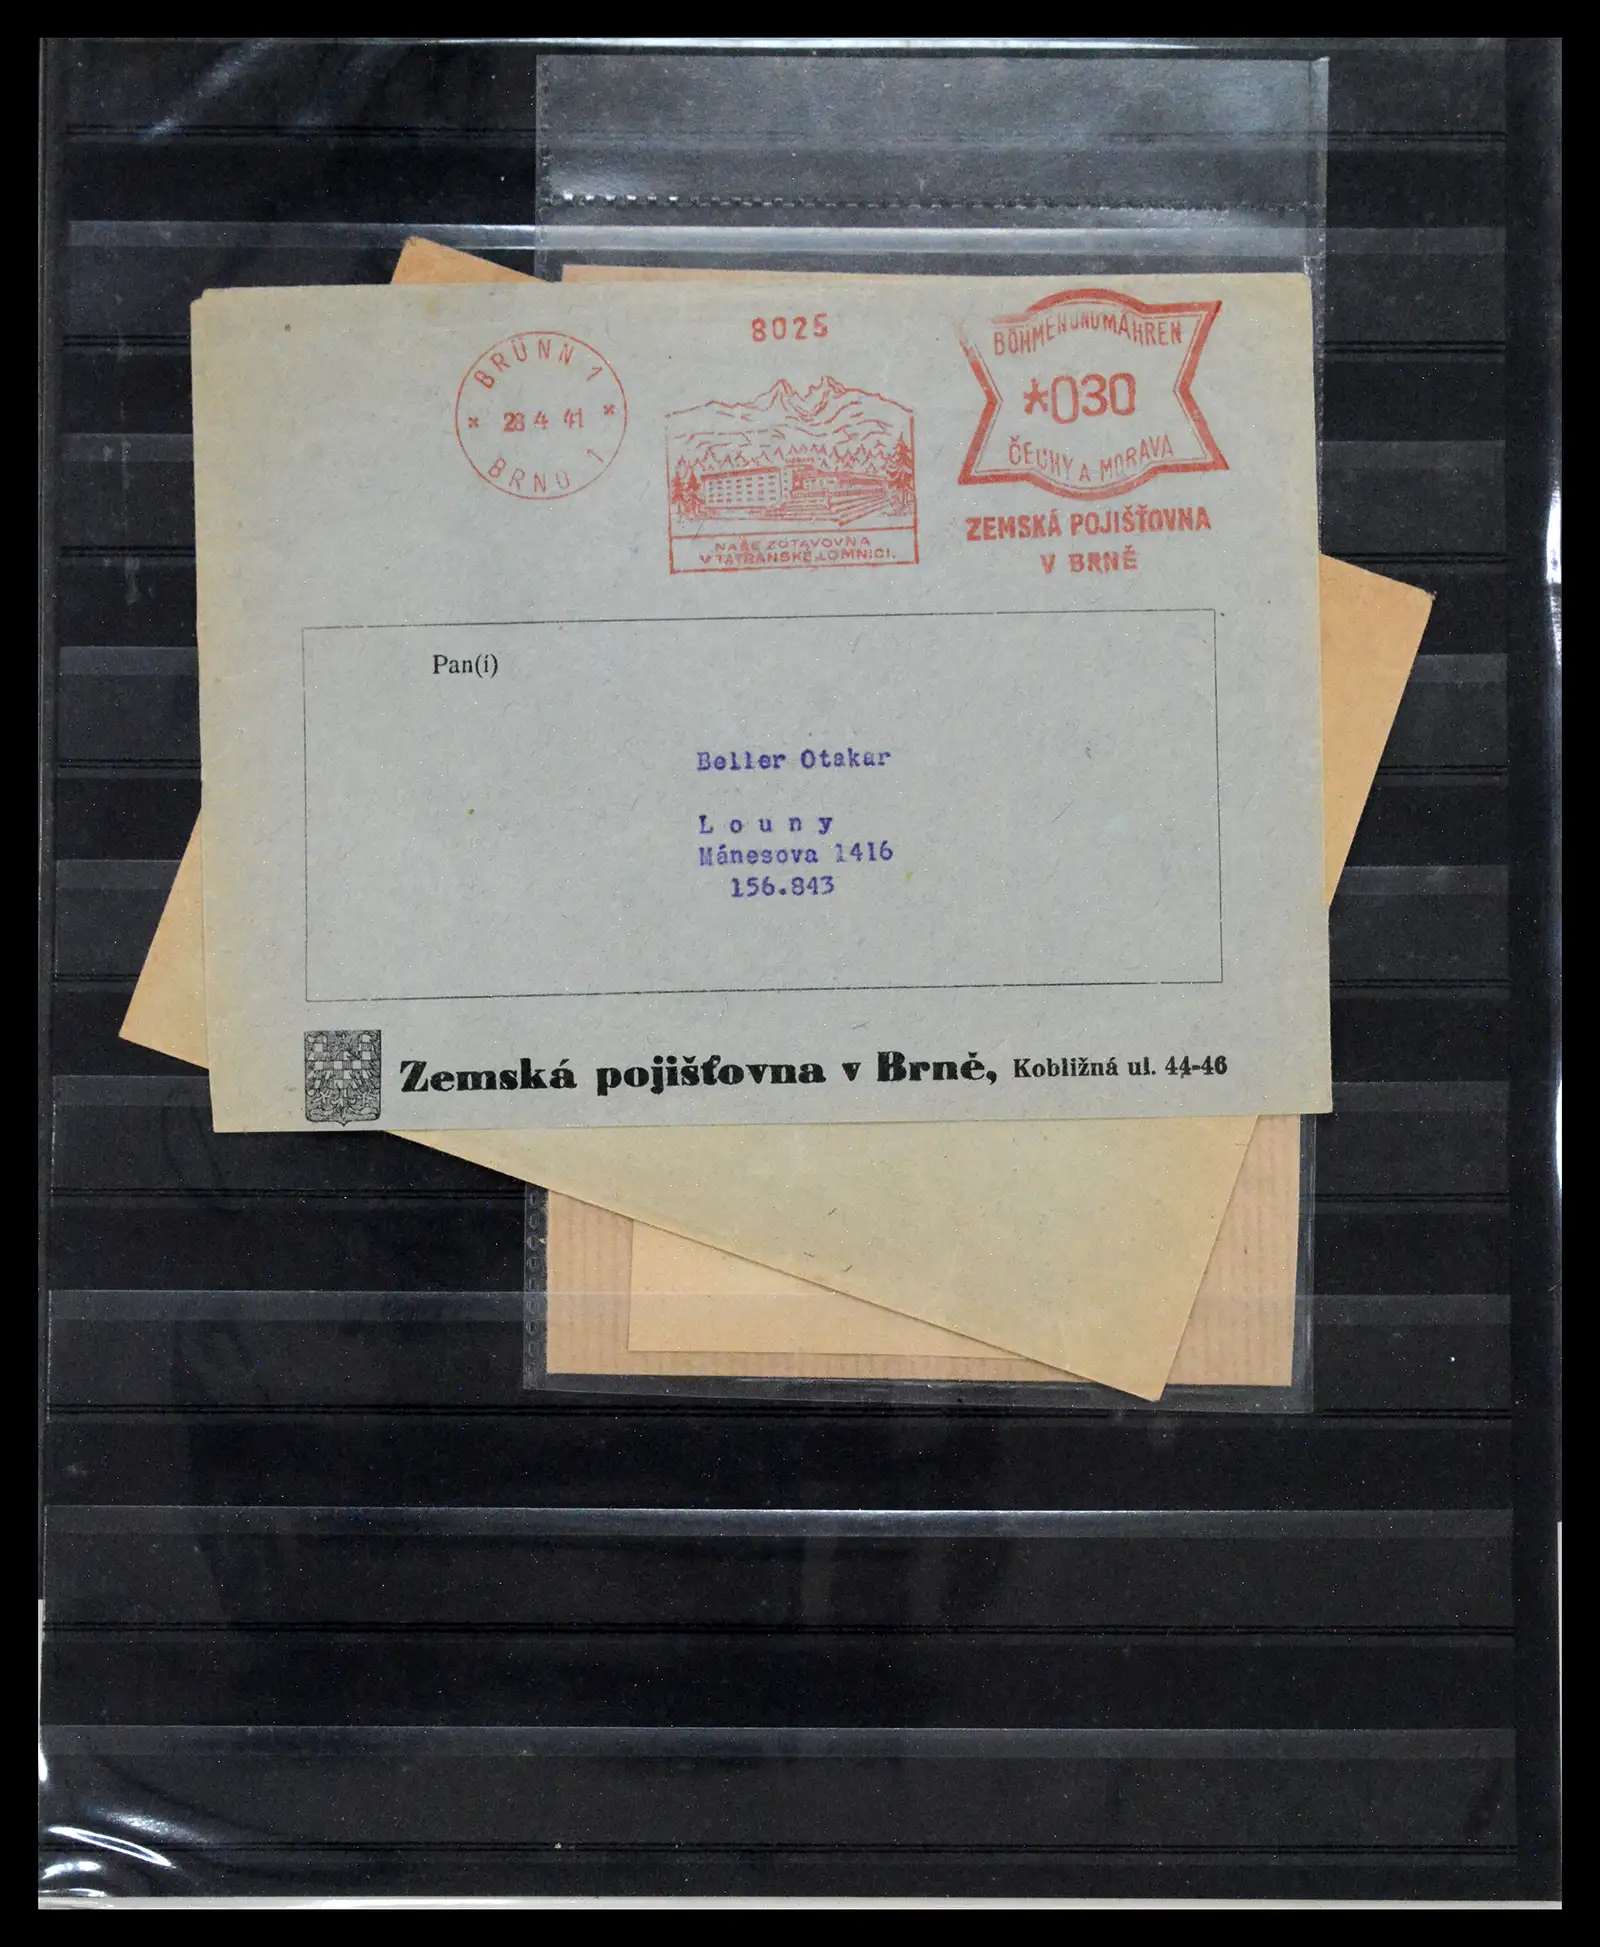 BRÜNN 1
28 4 41
BRNO 1
8025
NAŠE ZOTAVOVNA
V TATRANSKÉ LOMNICI.
BÖHMEN UND MÄHREN
*030
ČECHY A MORAVA
ZEMSKÁ POJIŠŤOVNA
V BRNĚ
Pan(í)
Beller Otakar
Louny
Mánesova 1416
156.843
Zemská pojišťovna v Brně, Kobližná ul. 44-46